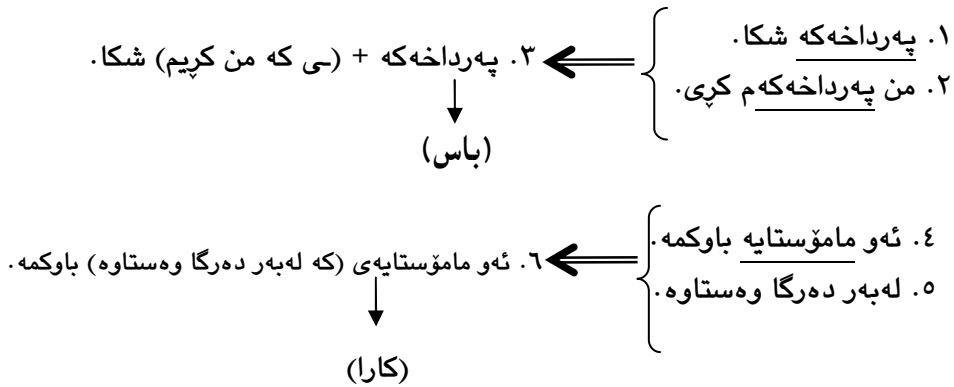 ١. پەرداخەکە شکا.
٢. من پەرداخەکەم کڕی.
٣. پەرداخەکە + (ـی کە من کڕیم) شکا.
(باس)
٤. ئەو مامۆستایە باوکمە.
٥. لەبەر دەرگا وەستاوە.
٦. ئەو مامۆستایەی (کە لەبەر دەرگا وەستاوە) باوکمە.
(کارا)